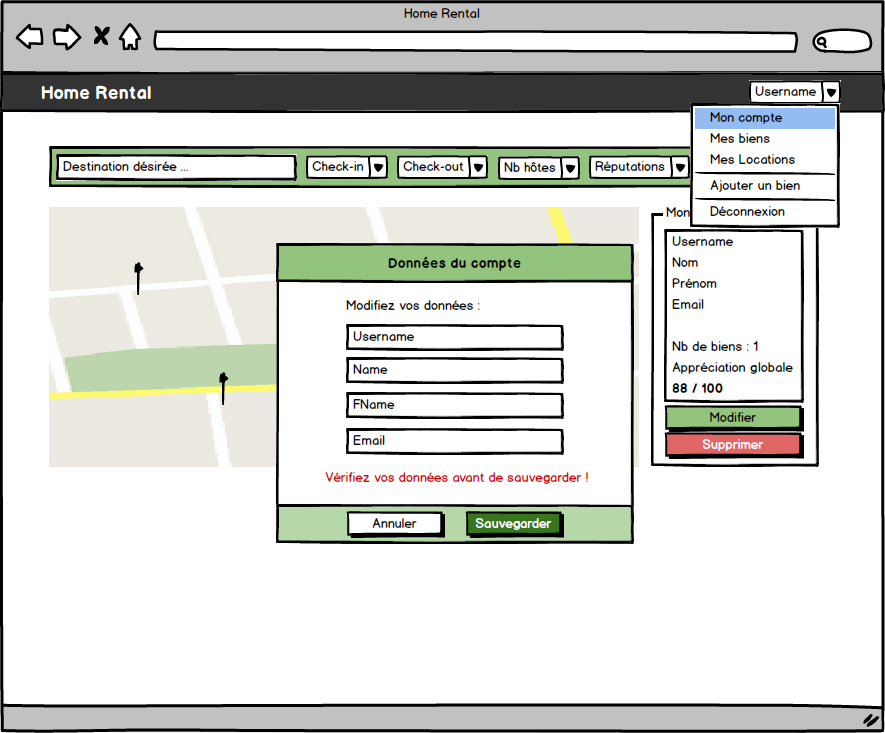 Home Rental
Home Rental
Username
Mon compte
Mes biens
Mes Locations
Ajouter un bien
Déconnexion
Destination désirée ...
Check-in
Check-out
Nb hôtes
Réputations
Mon
Username
Nom
Prénom
Email
Nb de biens : 1
Appréciation globale
88 / 100
Modifier
Supprimer
Données du compte
Modifiez vos données :
Username
Name
FName
Email
Vérifiez vos données avant de sauvegarder !
Annuler
Sauvegarder